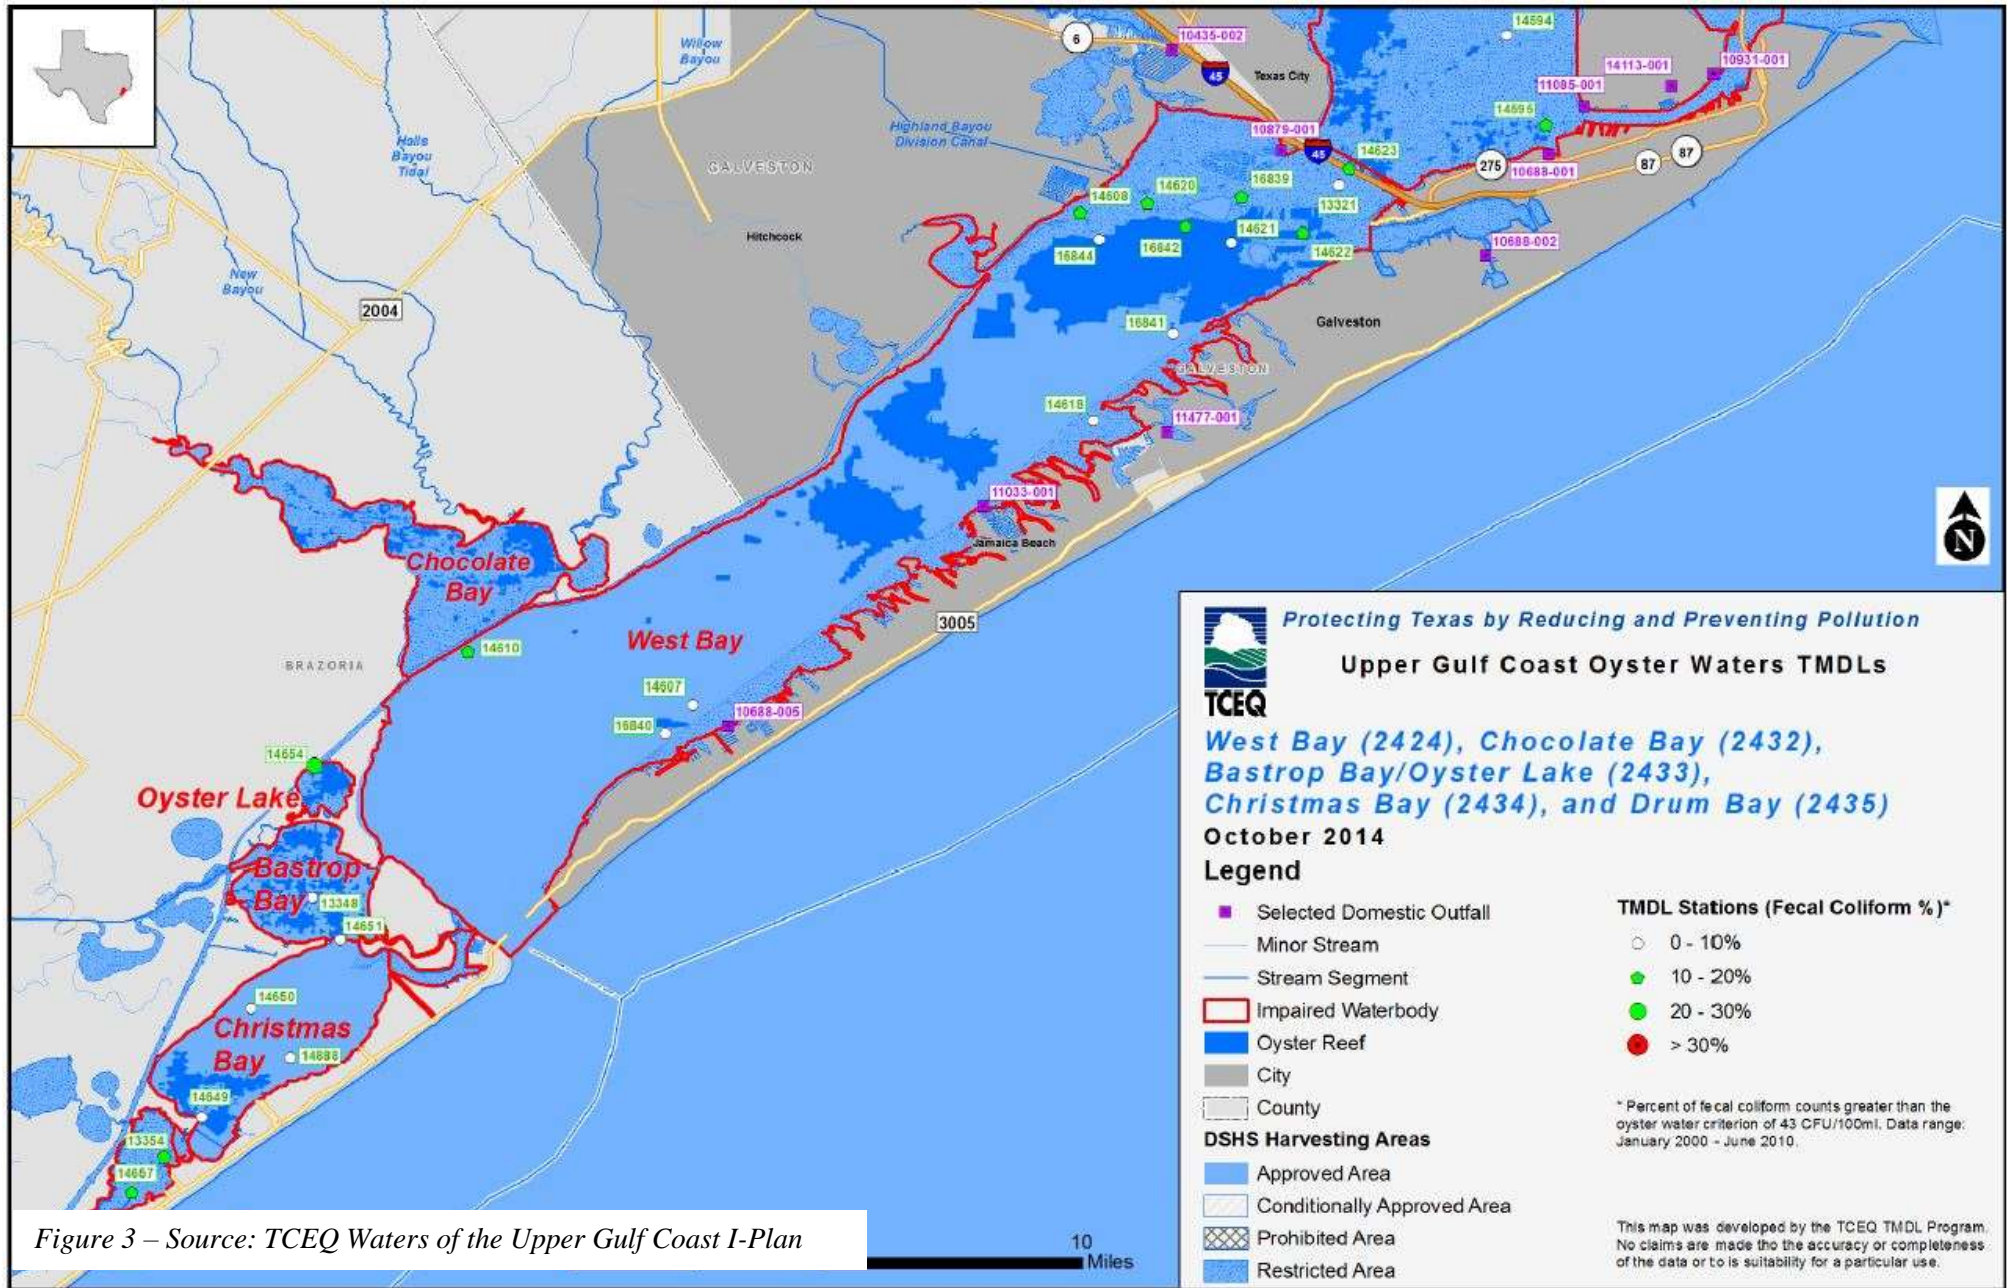 14594
10435-002
6
Willow
Bayou
45
Texas City
14113-001
10931-001
11085-001
14595
Highland Bayou
Division Canal
10879-001
45
14623
Halls
Bayou
Tidal
275
10688-001
87
87
GALVESTON
14608
14620
16839
13321
Hitchcock
16844
16842
14621
14622
10688-002
New
Bayou
2004
16841
Galveston
GALVESTON
14618
11477-001
11033-001
Jamaica Beach
Chocolate
Bay
3005
West Bay
14610
BRAZORIA
14607
16840
10688-005
14654
Oyster Lake
Bastrop
Bay
13348
14651
14650
Christmas
Bay
14649
13354
14657
N
TCEQ
Protecting Texas by Reducing and Preventing Pollution
Upper Gulf Coast Oyster Waters TMDLs
West Bay (2424), Chocolate Bay (2432),
Bastrop Bay/Oyster Lake (2433),
Christmas Bay (2434), and Drum Bay (2435)
October 2014
Legend
Selected Domestic Outfall
Minor Stream
Stream Segment
Impaired Waterbody
Oyster Reef
City
County
DSHS Harvesting Areas
Approved Area
Conditionally Approved Area
Prohibited Area
Restricted Area
TMDL Stations (Fecal Coliform %)*
0 - 10%
10 - 20%
20 - 30%
> 30%
* Percent of fecal coliform counts greater than the
oyster water criterion of 43 CFU/100ml. Data range:
January 2000 - June 2010.
This map was developed by the TCEQ TMDL Program.
No claims are made tho the accuracy or completeness
of the data or to is suitability for a particular use.
10
Miles
Figure 3 – Source: TCEQ Waters of the Upper Gulf Coast I-Plan